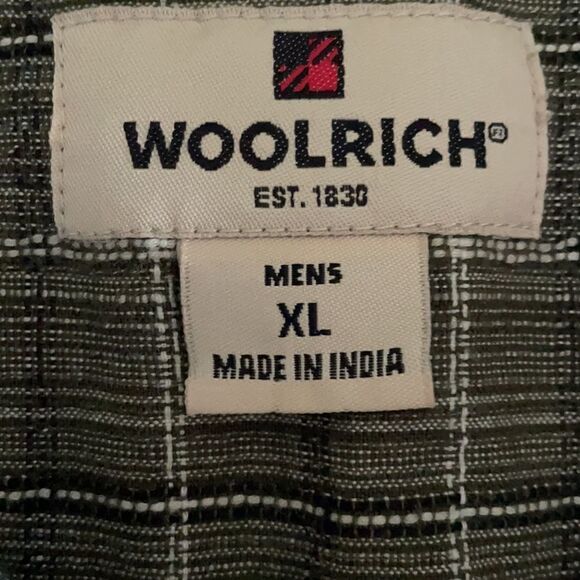 WOOLRICH®
EST. 1830
MENS
XL
MADE IN INDIA